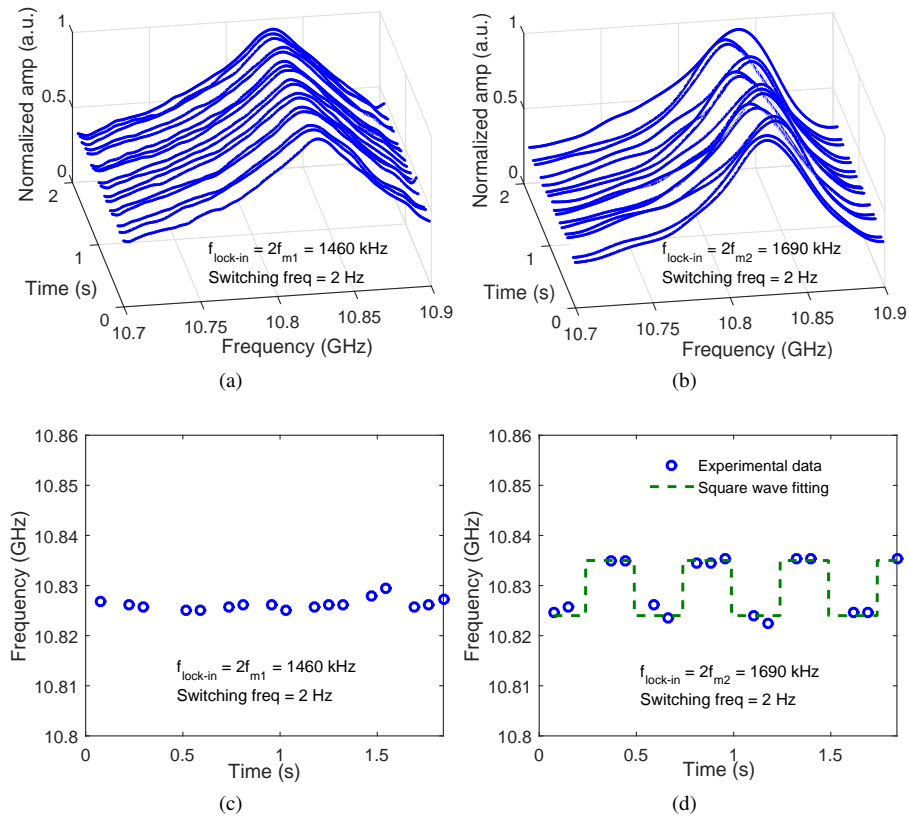 Normalized amp (a.u.)
1
0.5
0
2
1
0
Time (s)
f_lock-in = 2f_m1 = 1460 kHz
Switching freq = 2 Hz
10.7
10.75
10.8
10.85
10.9
Frequency (GHz)
(a)
Normalized amp (a.u.)
1
0.5
0
2
1
0
Time (s)
f_lock-in = 2f_m2 = 1690 kHz
Switching freq = 2 Hz
10.7
10.75
10.8
10.85
10.9
Frequency (GHz)
(b)
Frequency (GHz)
10.86
10.85
10.84
10.83
10.82
10.81
10.8
f_lock-in = 2f_m1 = 1460 kHz
Switching freq = 2 Hz
0 0.5 1 1.5
Time (s)
(c)
Frequency (GHz)
10.86
10.85
10.84
10.83
10.82
10.81
10.8
Experimental data
Square wave fitting
f_lock-in = 2f_m2 = 1690 kHz
Switching freq = 2 Hz
0 0.5 1 1.5
Time (s)
(d)